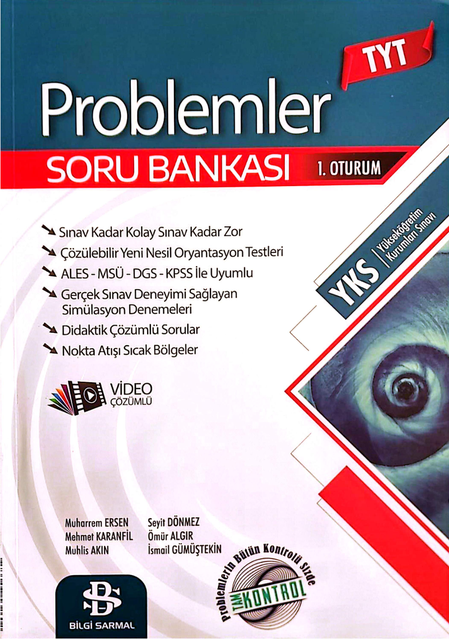 TYT
Problemler
SORU BANKASI
1. OTURUM
YKS
Yükseköğretim
Kurumları Sınavı
Sınav Kadar Kolay Sınav Kadar Zor
Çözülebilir Yeni Nesil Oryantasyon Testleri
ALES - MSÜ - DGS - KPSS İle Uyumlu
Gerçek Sınav Deneyimi Sağlayan
Simülasyon Denemeleri
Didaktik Çözümlü Sorular
Nokta Atışı Sıcak Bölgeler
VİDEO
ÇÖZÜMLÜ
Muharrem ERSEN
Mehmet KARANFİL
Muhlis AKIN
Seyit DÖNMEZ
Ömür ALGIR
İsmail GÜMÜŞTEKİN
Problemlerin Bütün Kontrolü Sizde
TAM KONTROL
BS
BİLGİ SARMAL